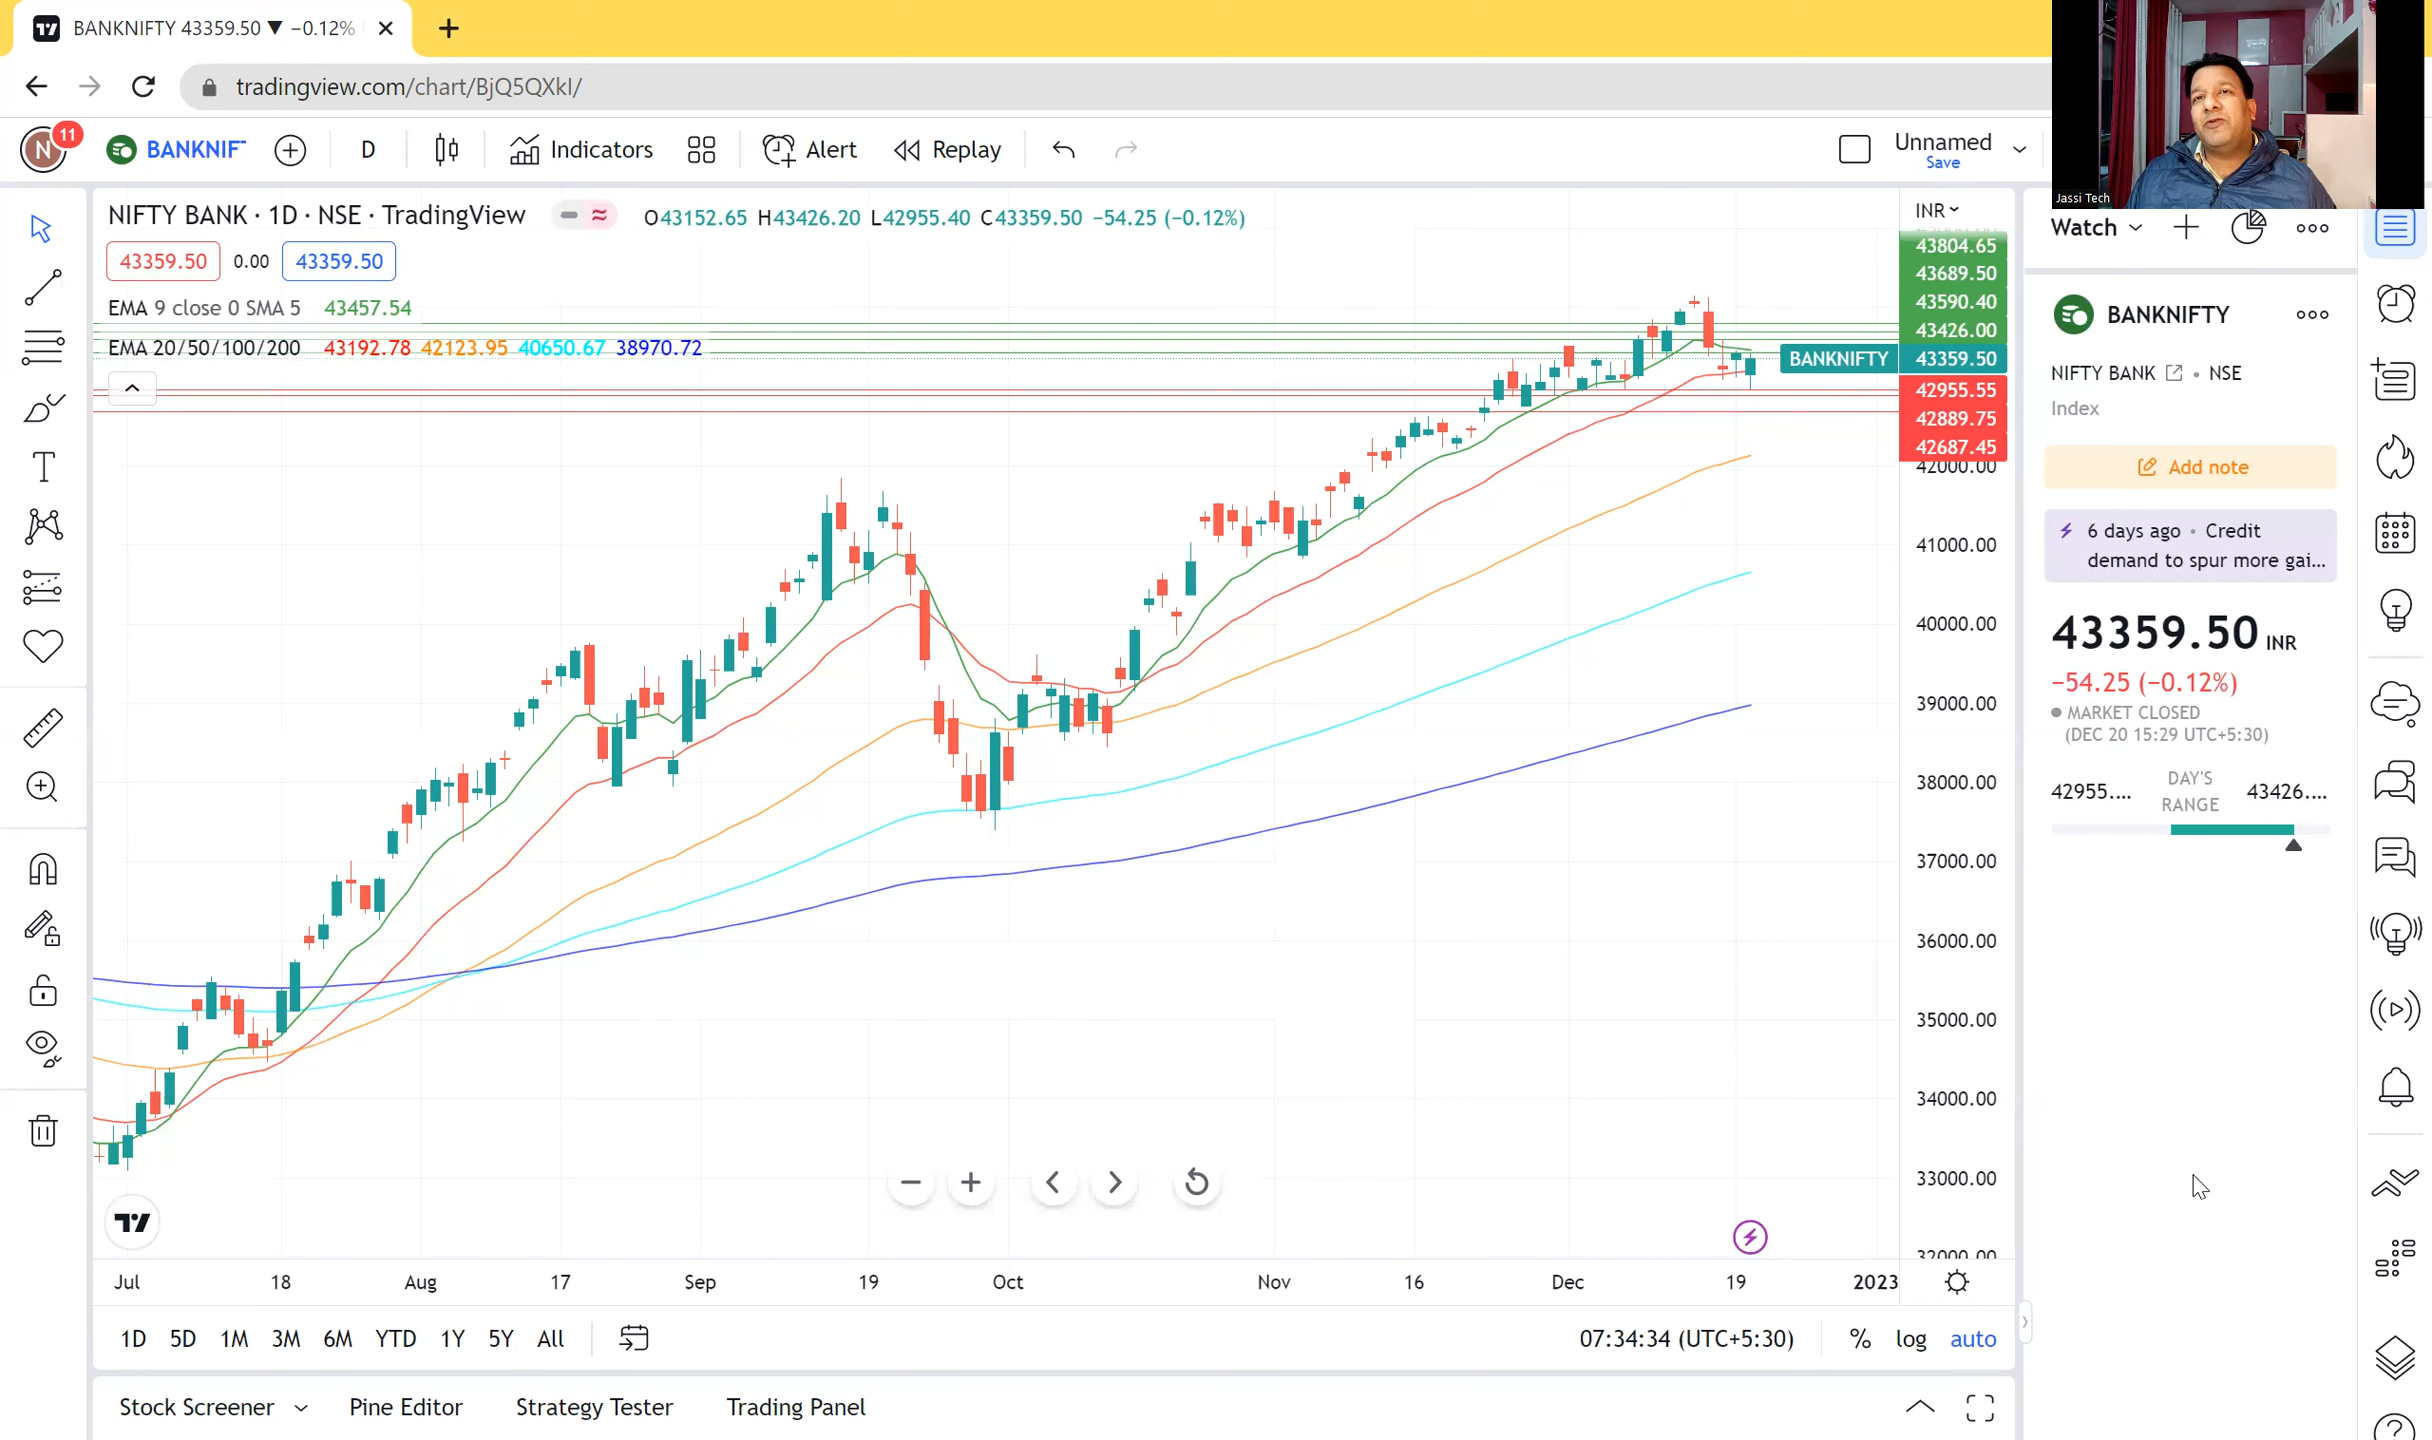 BANKNIFTY 43359.50 ▼ −0.12%
tradingview.com/chart/BjQ5QXkI/
Jassi Tech
N
11
BANKNIF
D
Indicators
Alert
Replay
Unnamed
Save
NIFTY BANK · 1D · NSE · TradingView
O43152.65 H43426.20 L42955.40 C43359.50 −54.25 (−0.12%)
43359.50 0.00 43359.50
EMA 9 close 0 SMA 5 43457.54
EMA 20/50/100/200 43192.78 42123.95 40650.67 38970.72
INR
43804.65
43689.50
43590.40
43426.00
BANKNIFTY 43359.50
42955.55
42889.75
42687.45
42000.00
41000.00
40000.00
39000.00
38000.00
37000.00
36000.00
35000.00
34000.00
33000.00
32000.00
Jul 18 Aug 17 Sep 19 Oct Nov 16 Dec 19 2023
1D 5D 1M 3M 6M YTD 1Y 5Y All
07:34:34 (UTC+5:30) % log auto
Stock Screener Pine Editor Strategy Tester Trading Panel
Watch
BANKNIFTY
NIFTY BANK • NSE
Index
Add note
6 days ago • Credit
demand to spur more gai...
43359.50 INR
−54.25 (−0.12%)
MARKET CLOSED
(DEC 20 15:29 UTC+5:30)
42955.... DAY'S RANGE 43426....